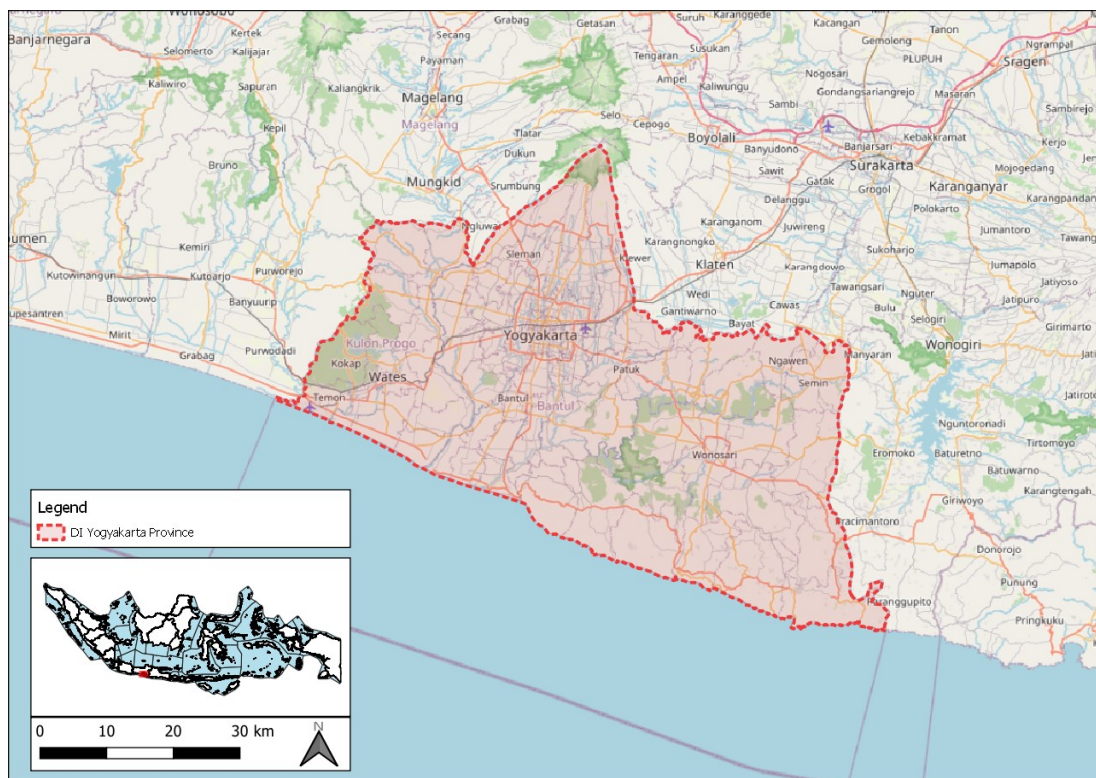 Wonosobo
Grabag
Getasan
Suruh
Karanggede
Kacangan
Tanon
Banjarnegara
Selomerto
Kertek
Kalijajar
Secang
Payaman
Tengaran
Susukan
Andong
Gemolong
PLUPUH
Ngrampal
Kaliwiro
Sapuran
Kaliangkrik
Magelang
Magelang
Ampel
Kaliwungu
Nogosari
Gondangsariejo
Sragen
Masaran
Sambirejo
Kepil
Tlatar
Selo
Cepogo
Boyolali
Sambi
Kebakkramat
Kerjo
Bruno
Dukun
Banyudono
Banjarsari
Jenawi
Mungkid
Srumbung
Sawit
Gatak
Surakarta
Mojogedang
Grogol
Karanganyar
Karangpandan
Delanggu
Polokarto
Kemiri
Ngluwar
Karanganom
Juwiring
Jumantoro
Karangnongko
Sukoharjo
Kutowinangun
Kutoarjo
Purworejo
Sleman
Klaten
Karangdowo
Jumapolo
Boworowo
Banyuurip
Wedi
Tawangsari
Nguter
Jatipuro
Jatiyoso
Mirit
Gantiwarno
Cawas
Bulu
Yogyakarta
Bayat
Selogiri
Girimarto
Grabag
Purwodadi
Kulon Progo
Wonogiri
Kokap
Wates
Patuk
Ngawen
Manyaran
Semin
Temon
Bantul
Bantul
Nguntoronadi
Tirtomoyo
Wonosari
Eromoko
Baturetno
Batuwarno
Karangtengah
Giriwoyo
Pracimantoro
Donorojo
Punung
Paranggupito
Pringkuku
Legend
DI Yogyakarta Province
N
0 10 20 30 km